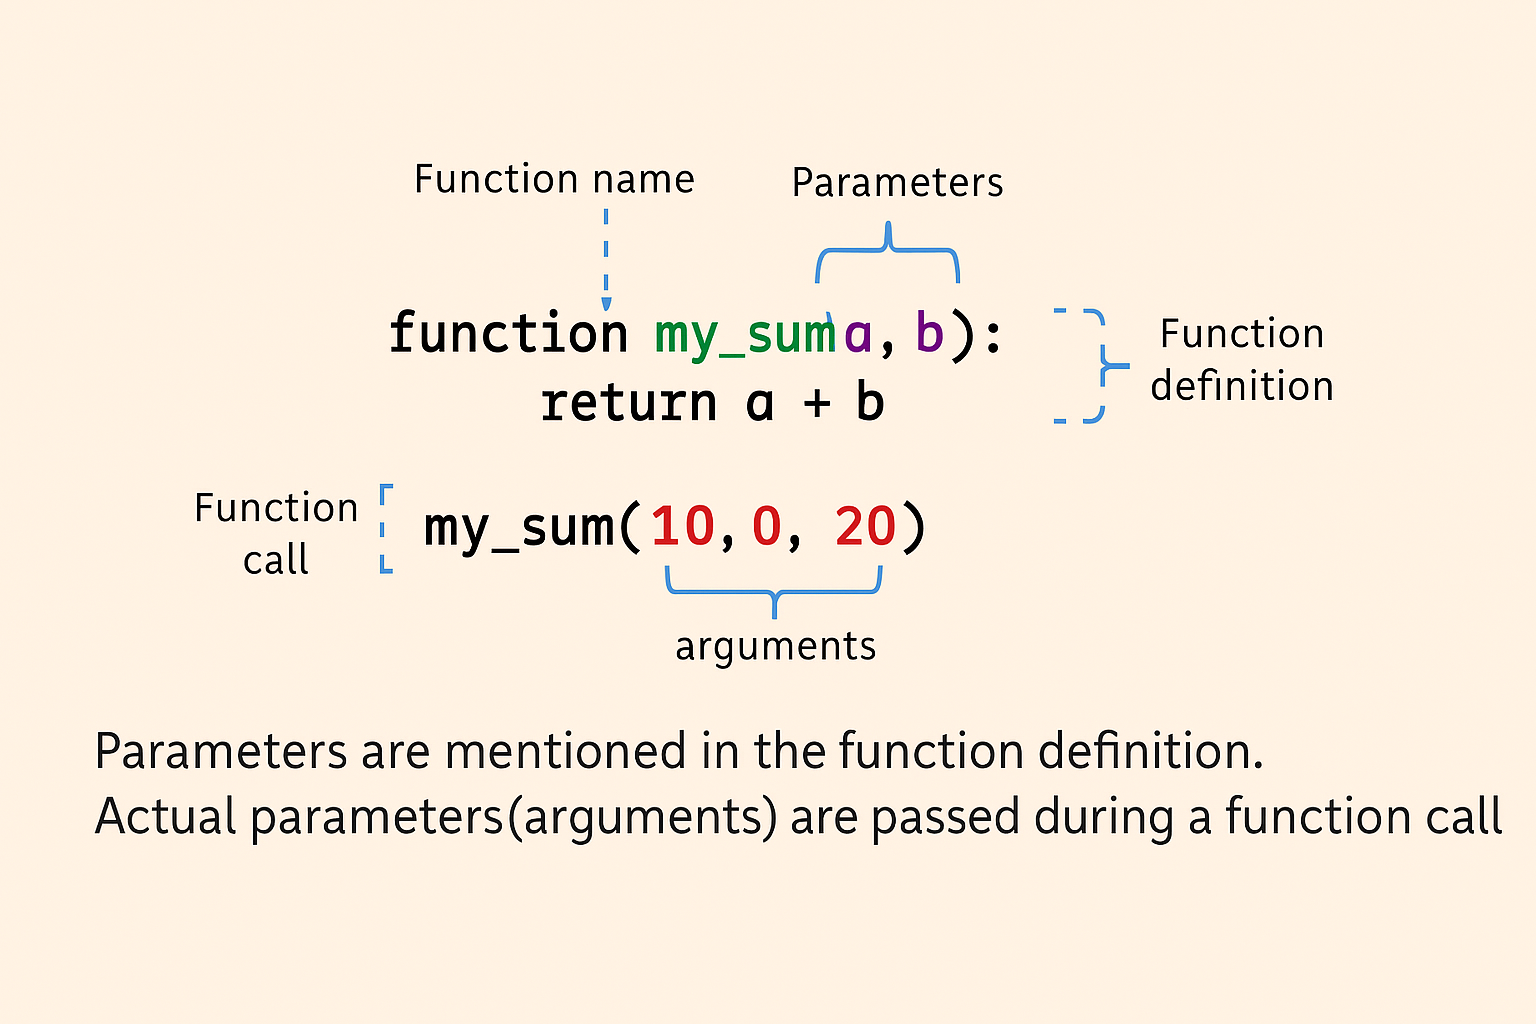 Function name
Parameters
function my_suma, b):
return a + b
Function
definition
Function
call
my_sum(10, 0, 20)
arguments
Parameters are mentioned in the function definition.
Actual parameters(arguments) are passed during a function call